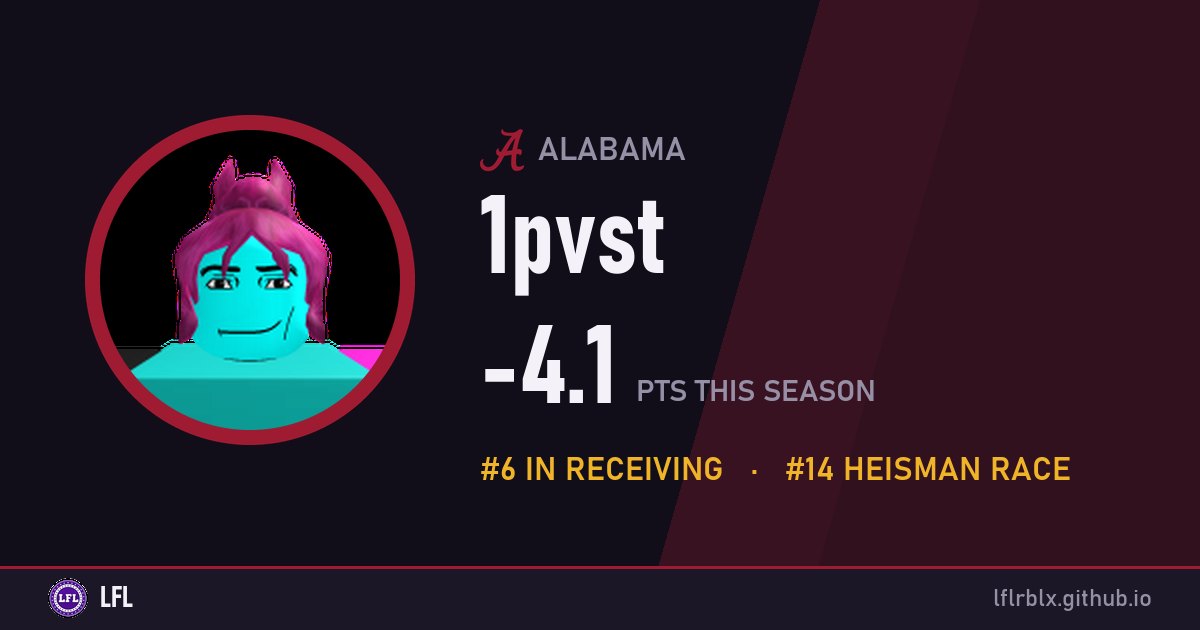 A ALABAMA
1pvst
-4.1 PTS THIS SEASON
#6 IN RECEIVING · #14 HEISMAN RACE
LFL LFL
lflrblx.github.io